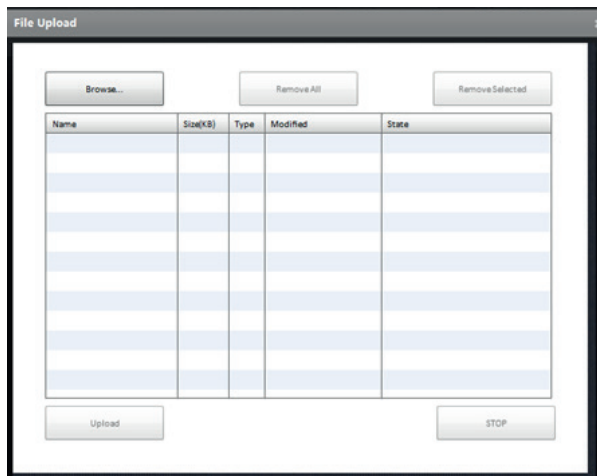 File Upload
Browse... Remove All Remove Selected
Name Size(KB) Type Modified State
Upload STOP